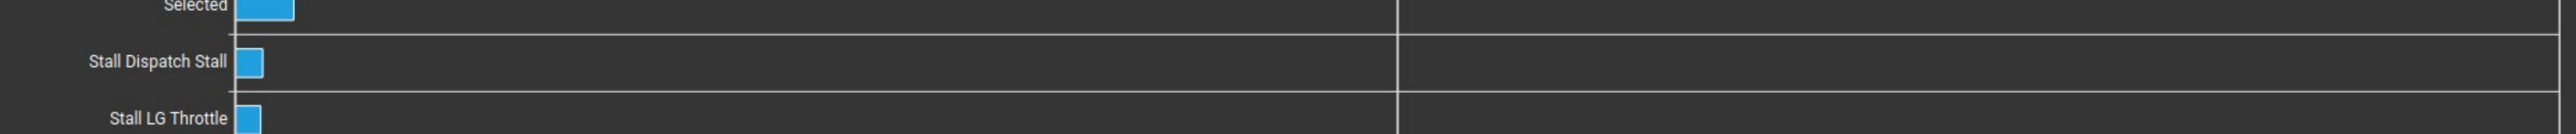 Selected
Stall Dispatch Stall
Stall LG Throttle